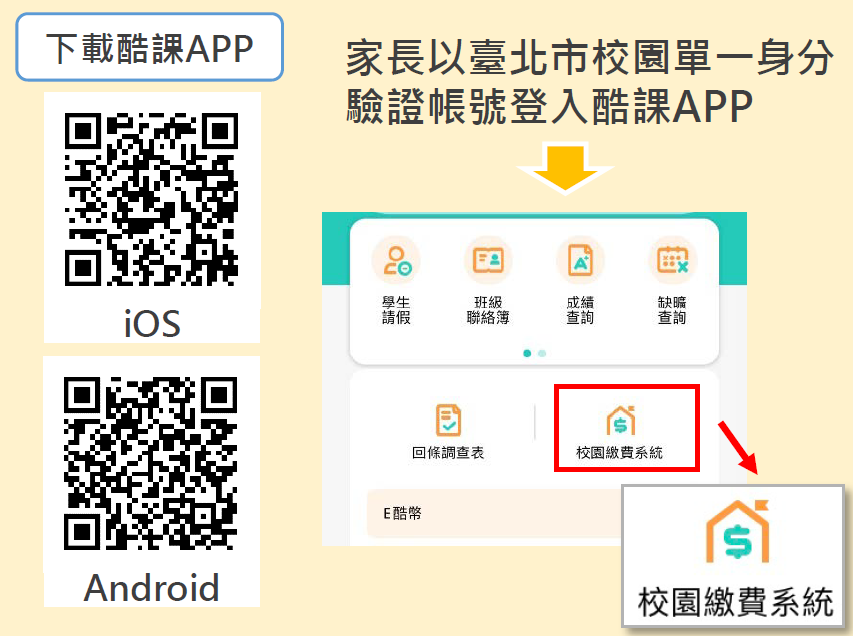 下載酷課APP
iOS
Android
家長以臺北市校園單一身分
驗證帳號登入酷課APP
學生
請假
班級
聯絡簿
成績
查詢
缺曠
查詢
回條調查表
校園繳費系統
E酷幣
校園繳費系統